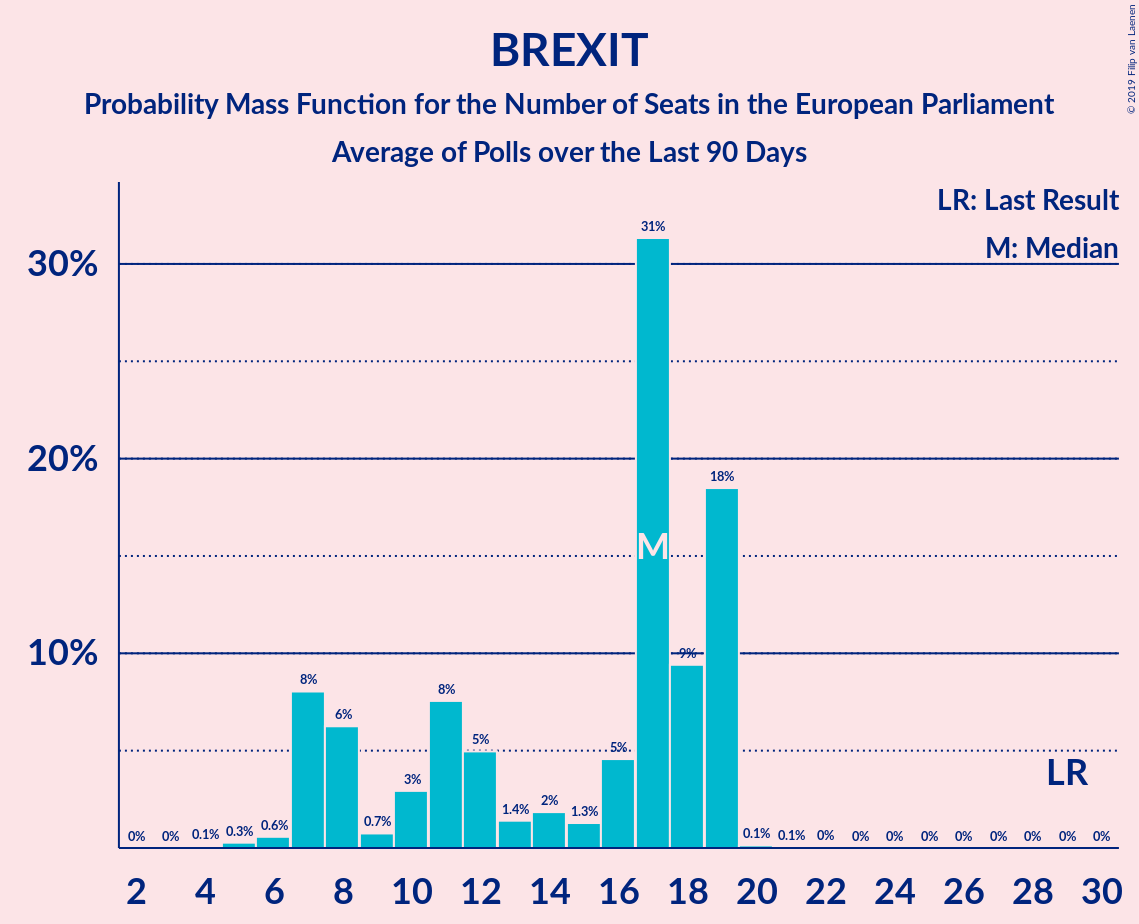 BREXIT
Probability Mass Function for the Number of Seats in the European Parliament
Average of Polls over the Last 90 Days
© 2019 Filip van Laenen
LR: Last Result
M: Median
30%
20%
10%
0% 0% 0.1% 0.3% 0.6% 8% 6% 0.7% 3% 8% 5% 1.4% 2% 1.3% 5% 31% 9% 18% 0.1% 0.1% 0% 0% 0% 0% 0% 0% 0% 0% 0%
M
LR
2 4 6 8 10 12 14 16 18 20 22 24 26 28 30